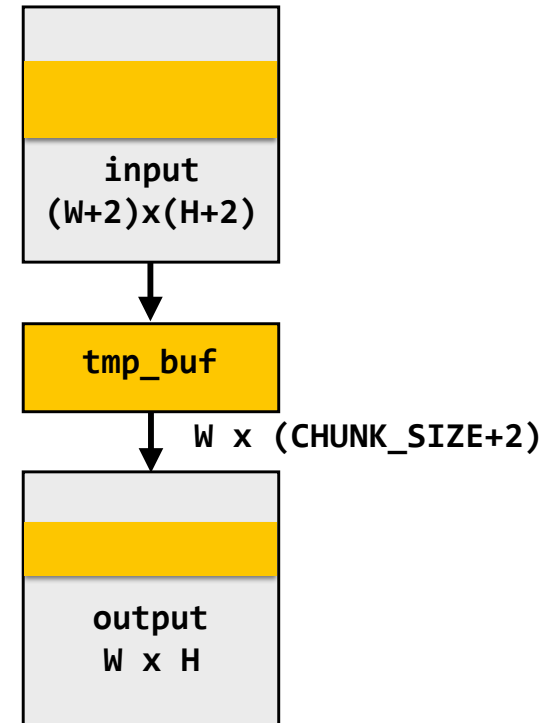 input
(W+2)x(H+2)
tmp_buf
W x (CHUNK_SIZE+2)
output
W x H